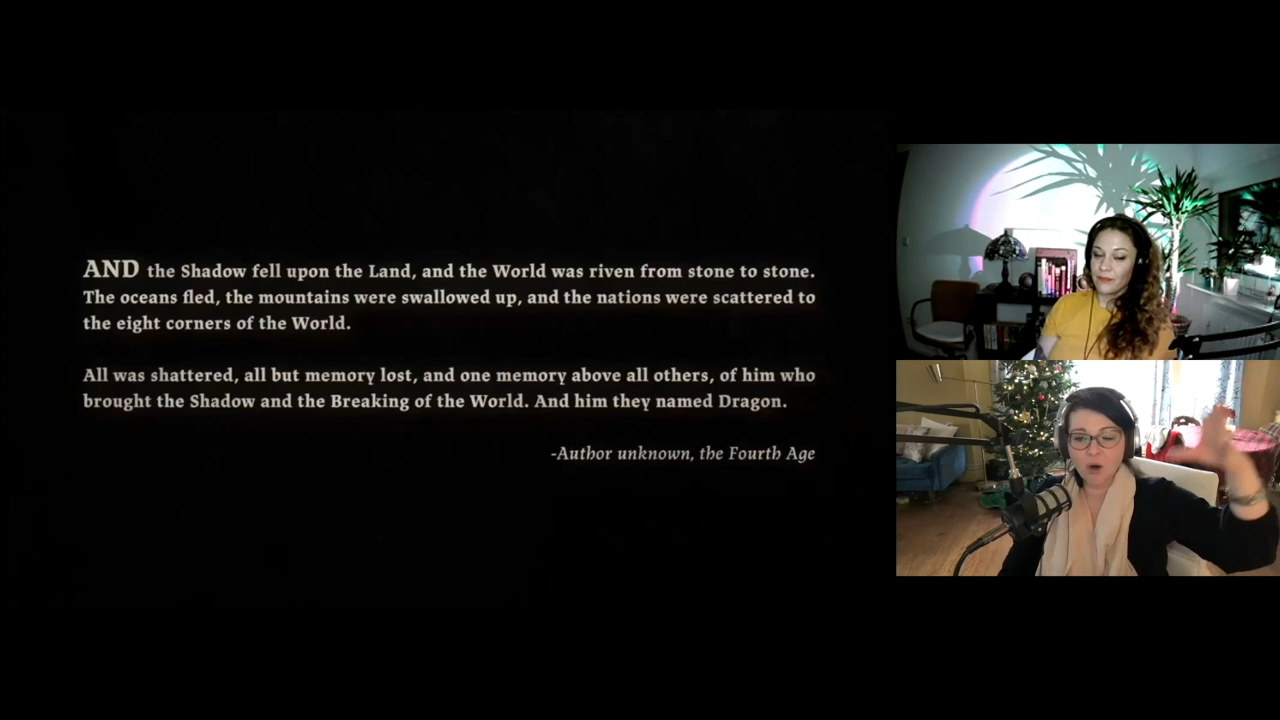 AND the Shadow fell upon the Land, and the World was riven from stone to stone.
The oceans fled, the mountains were swallowed up, and the nations were scattered to
the eight corners of the World.
All was shattered, all but memory lost, and one memory above all others, of him who
brought the Shadow and the Breaking of the World. And him they named Dragon.
-Author unknown, the Fourth Age